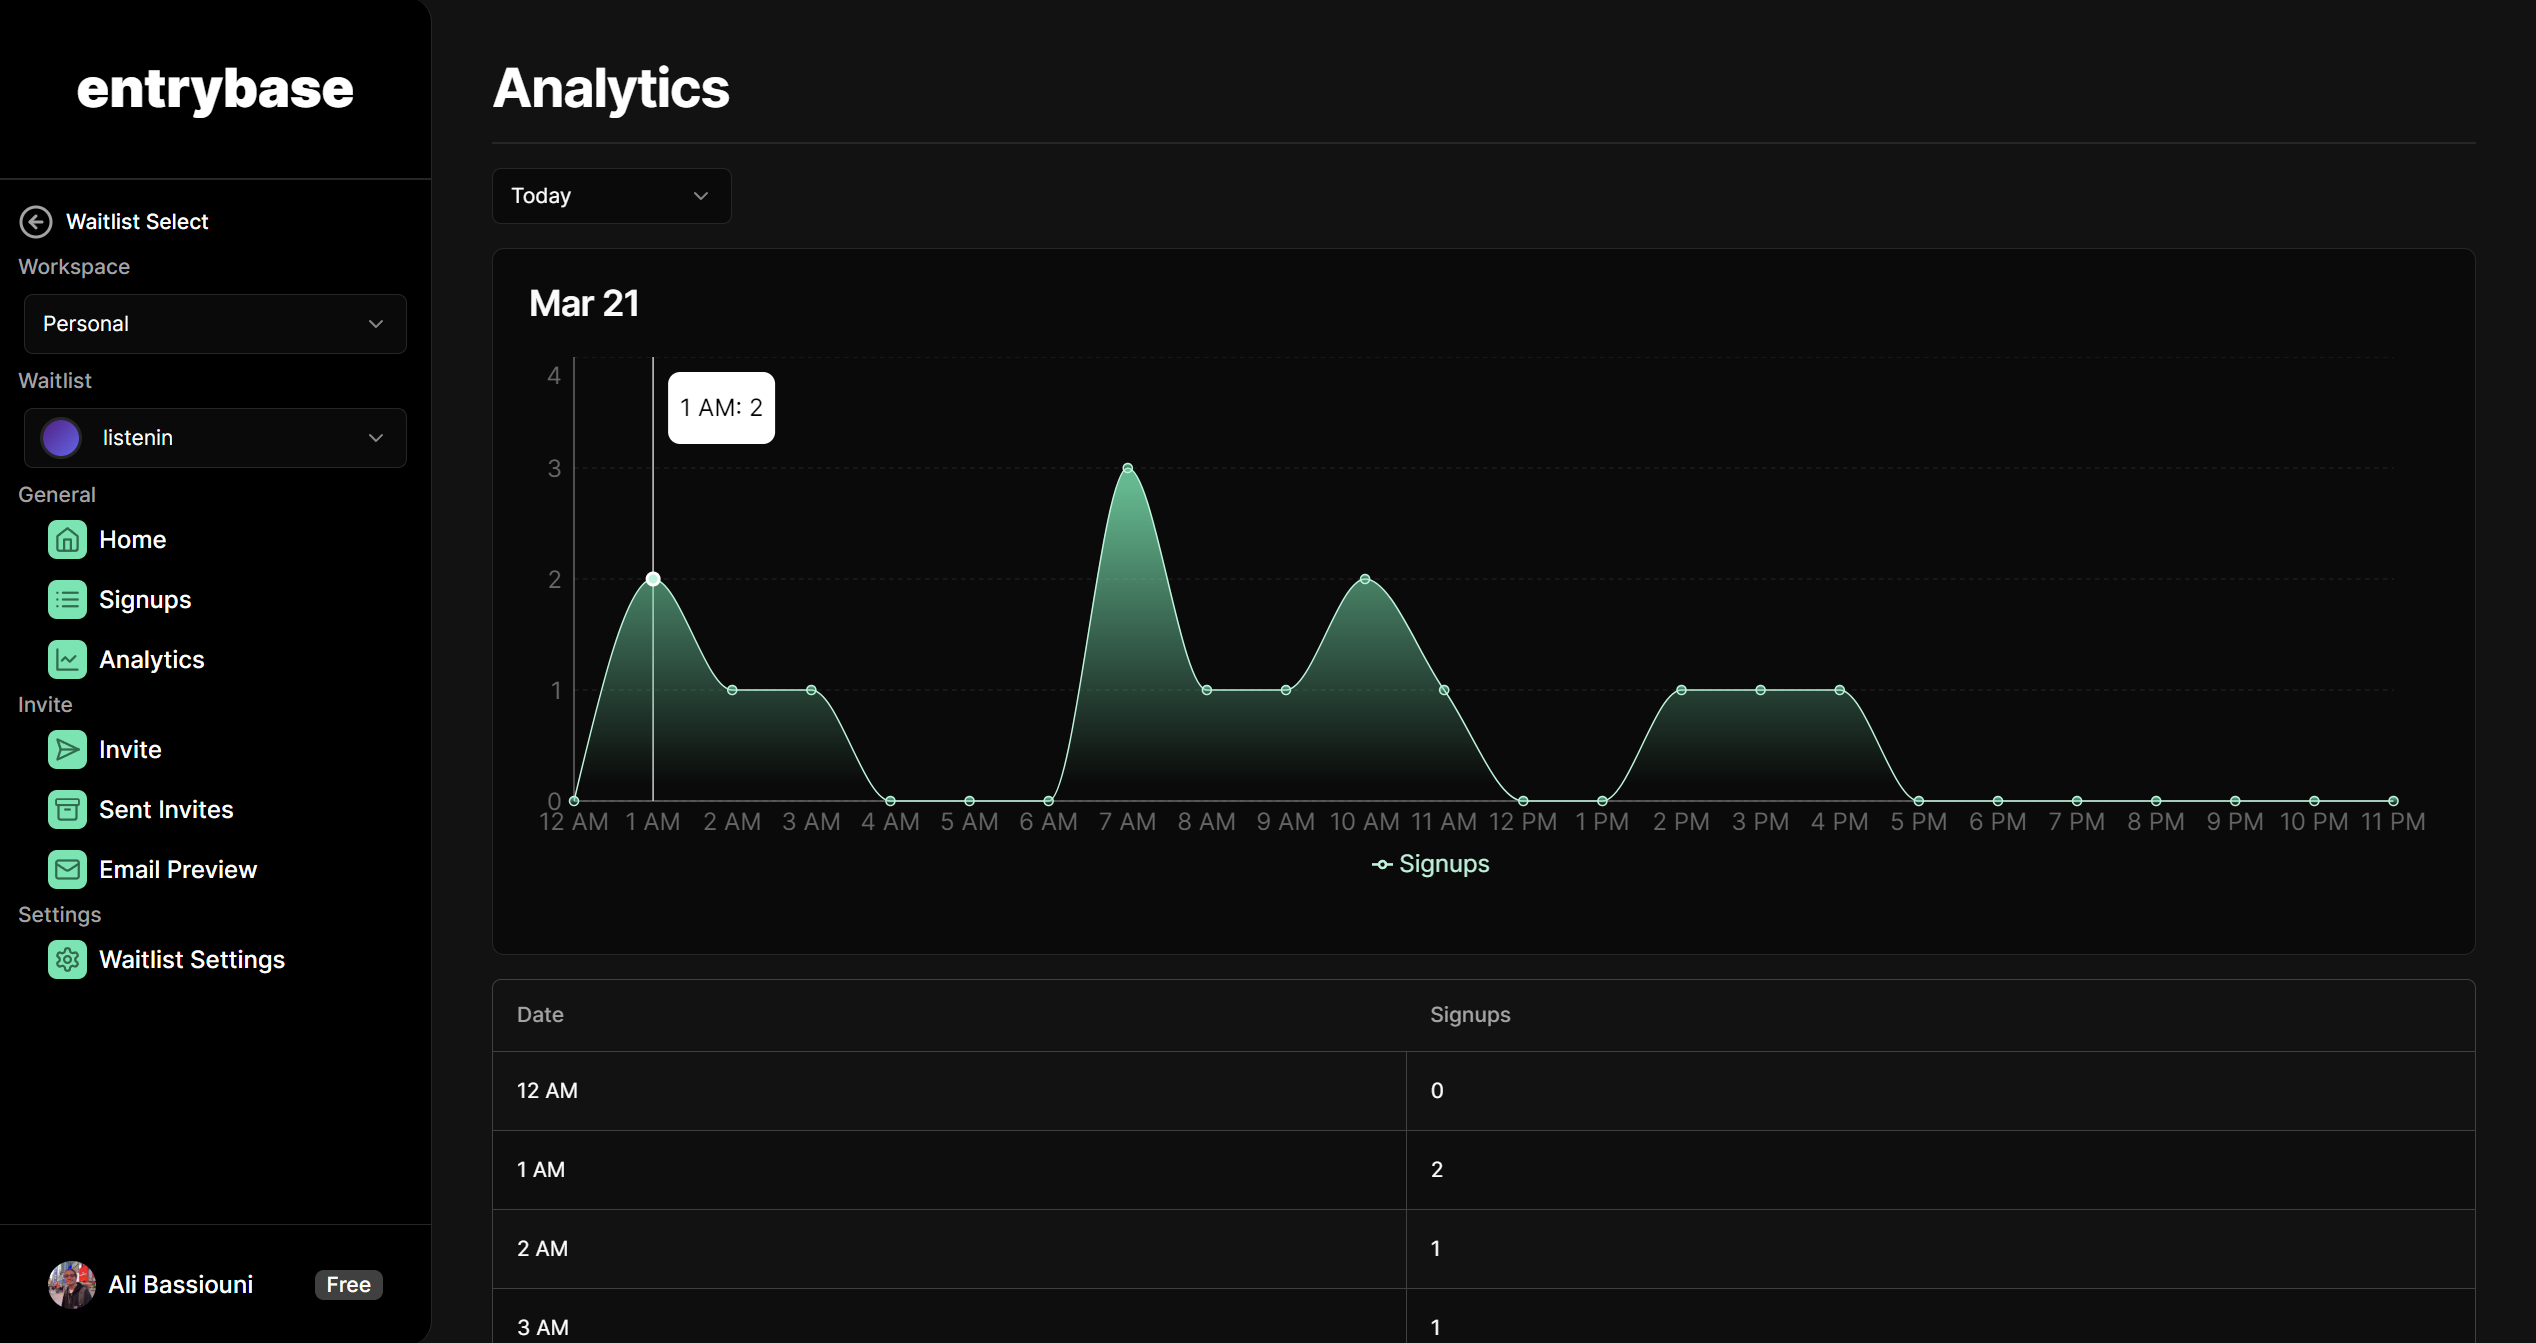 entrybase
Waitlist Select
Workspace
Personal
Waitlist
listenin
General
Home
Signups
Analytics
Invite
Invite
Sent Invites
Email Preview
Settings
Waitlist Settings
Ali Bassiouni Free
Analytics
Today
Mar 21
4
3
2
1
0
1 AM: 2
12 AM 1 AM 2 AM 3 AM 4 AM 5 AM 6 AM 7 AM 8 AM 9 AM 10 AM 11 AM 12 PM 1 PM 2 PM 3 PM 4 PM 5 PM 6 PM 7 PM 8 PM 9 PM 10 PM 11 PM
Signups
Date Signups
12 AM 0
1 AM 2
2 AM 1
3 AM 1